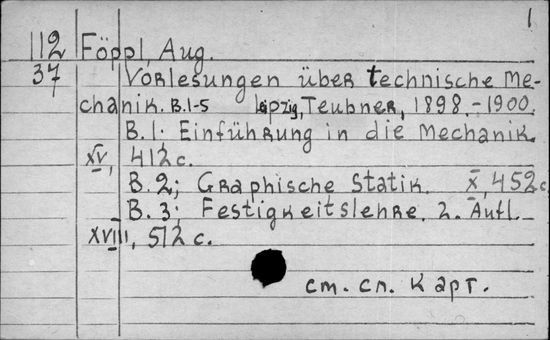 1
112 Föppl, Aug.
37 Vorlesungen über technische Me-
chanik. B.1-5 Leipzig, Teubner, 1898.-1900.
B.1. Einführung in die Mechanik.
XV, 412 c.
B.2; Graphische Statik. X, 452 c.
B.3; Festigkeitslehre. 2. Aufl.
XVIII, 512 c.
см. сл. карт.